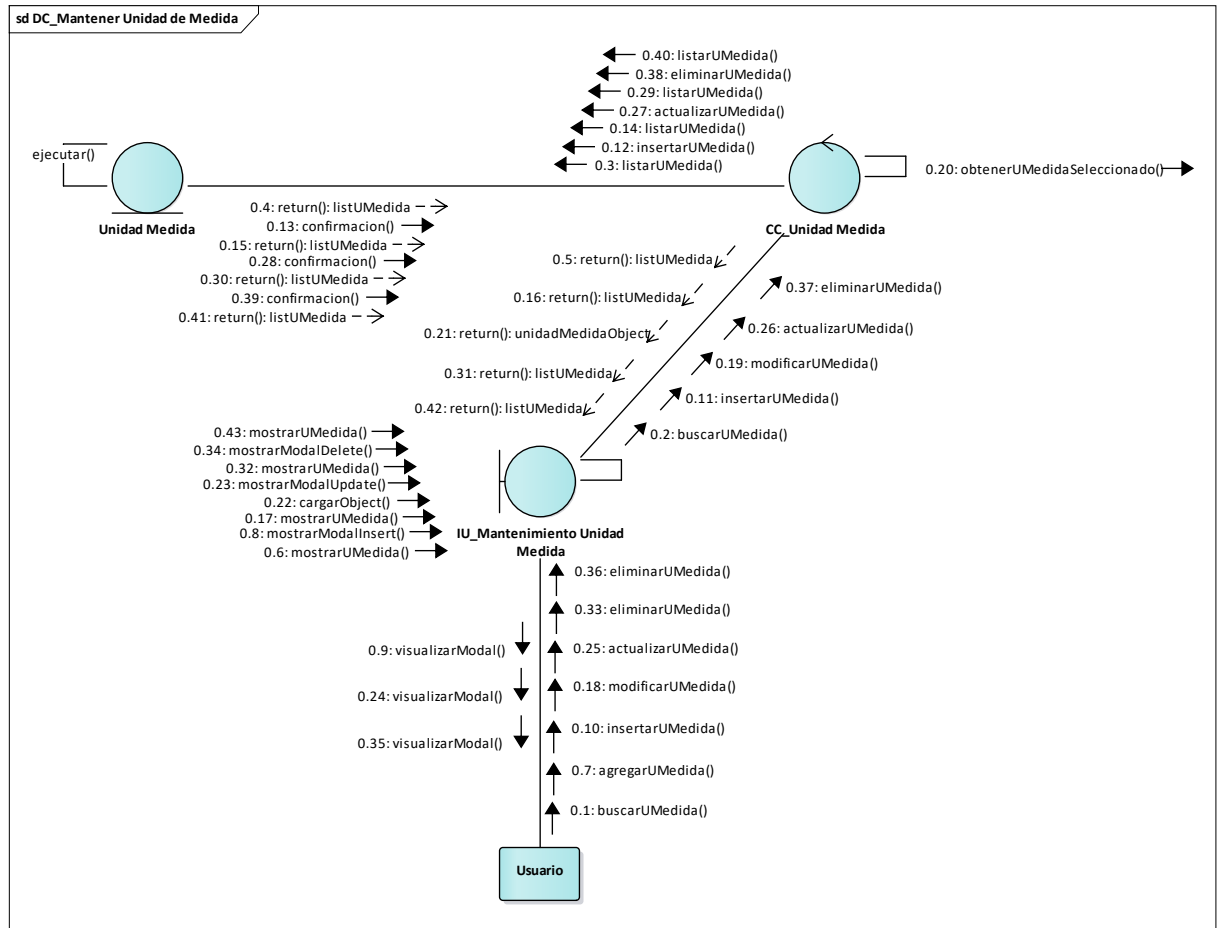 sd DC_Mantener Unidad de Medida
0.40: listarUMedida()
0.38: eliminarUMedida()
0.29: listarUMedida()
0.27: actualizarUMedida()
0.14: listarUMedida()
0.12: insertarUMedida()
0.3: listarUMedida()
ejecutar()
0.20: obtenerUMedidaSeleccionado()
Unidad Medida
CC_Unidad Medida
0.4: return(): listUMedida
0.13: confirmacion()
0.15: return(): listUMedida
0.28: confirmacion()
0.30: return(): listUMedida
0.39: confirmacion()
0.41: return(): listUMedida
0.5: return(): listUMedida
0.16: return(): listUMedida
0.21: return(): unidadMedidaObject
0.31: return(): listUMedida
0.42: return(): listUMedida
0.37: eliminarUMedida()
0.26: actualizarUMedida()
0.19: modificarUMedida()
0.11: insertarUMedida()
0.2: buscarUMedida()
0.43: mostrarUMedida()
0.34: mostrarModalDelete()
0.32: mostrarUMedida()
0.23: mostrarModalUpdate()
0.22: cargarObject()
0.17: mostrarUMedida()
0.8: mostrarModalInsert()
0.6: mostrarUMedida()
IU_Mantenimiento Unidad
Medida
0.36: eliminarUMedida()
0.33: eliminarUMedida()
0.25: actualizarUMedida()
0.18: modificarUMedida()
0.10: insertarUMedida()
0.7: agregarUMedida()
0.1: buscarUMedida()
0.9: visualizarModal()
0.24: visualizarModal()
0.35: visualizarModal()
Usuario